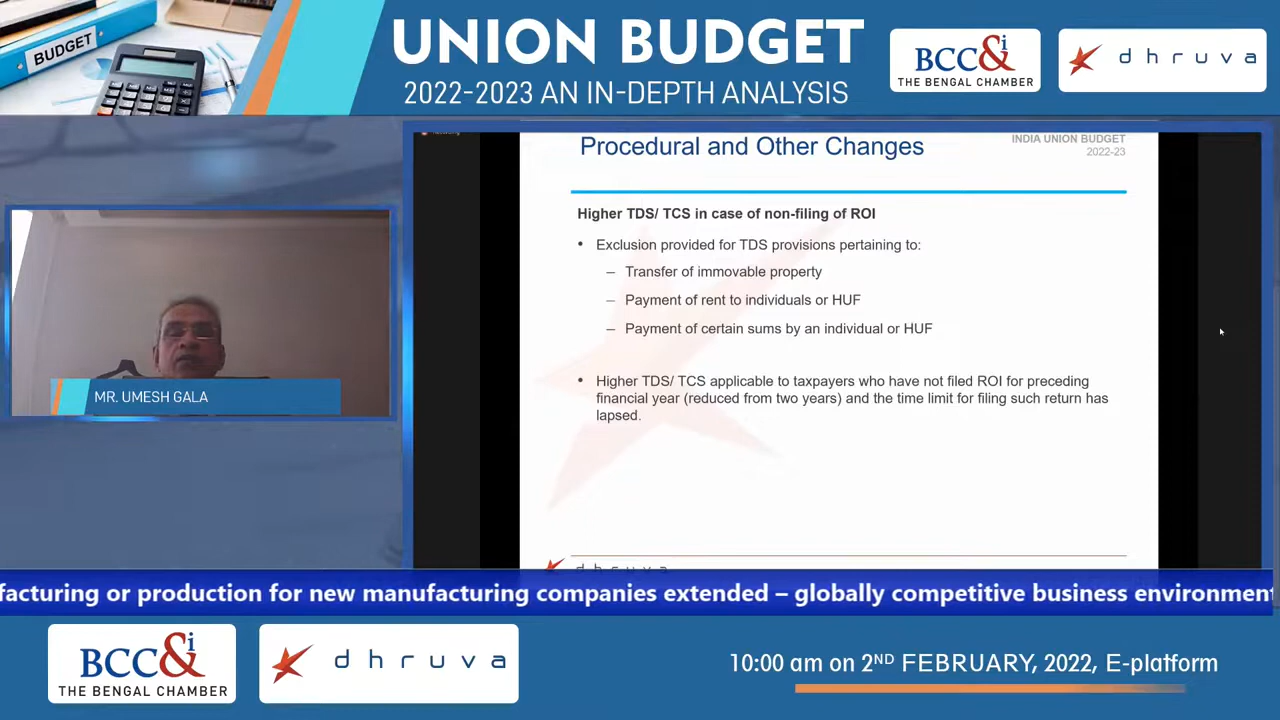 BUDGET
UNION BUDGET
2022-2023 AN IN-DEPTH ANALYSIS
BCC&i
THE BENGAL CHAMBER
dhruva
Procedural and Other Changes
INDIA UNION BUDGET
2022-23
Higher TDS/ TCS in case of non-filing of ROI
• Exclusion provided for TDS provisions pertaining to:
– Transfer of immovable property
– Payment of rent to individuals or HUF
– Payment of certain sums by an individual or HUF
• Higher TDS/ TCS applicable to taxpayers who have not filed ROI for preceding
financial year (reduced from two years) and the time limit for filing such return has
lapsed.
dhruva
MR. UMESH GALA
facturing or production for new manufacturing companies extended – globally competitive business environment
BCC&i
THE BENGAL CHAMBER
dhruva
10:00 am on 2ND FEBRUARY, 2022, E-platform